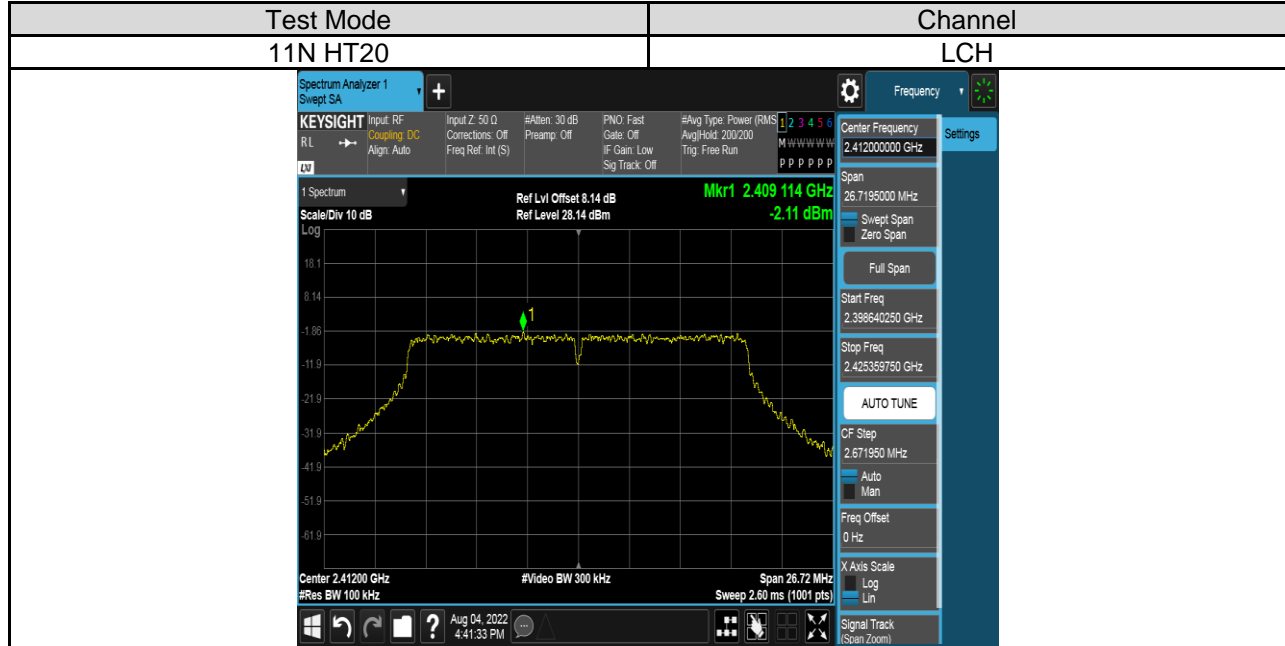 Test Mode
Channel
11N HT20
LCH
Spectrum Analyzer 1
Swept SA
+
Frequency
KEYSIGHT
RL
LXI
Input: RF
Coupling: DC
Align: Auto
Input Z: 50 Ω
Corrections: Off
Freq Ref: Int (S)
#Atten: 30 dB
Preamp: Off
PNO: Fast
Gate: Off
IF Gain: Low
Sig Track: Off
#Avg Type: Power (RMS
Avg|Hold: 200/200
Trig: Free Run
1 2 3 4 5 6
M W W W W W
P P P P P P
Center Frequency
2.412000000 GHz
Settings
1 Spectrum
Scale/Div 10 dB
Log
Ref Lvl Offset 8.14 dB
Ref Level 28.14 dBm
Mkr1 2.409 114 GHz
-2.11 dBm
Span
26.7195000 MHz
Swept Span
Zero Span
Full Span
Start Freq
2.398640250 GHz
Stop Freq
2.425359750 GHz
AUTO TUNE
CF Step
2.671950 MHz
Auto
Man
Freq Offset
0 Hz
X Axis Scale
Log
Lin
Signal Track
(Span Zoom)
18.1
8.14
1
-1.86
-11.9
-21.9
-31.9
-41.9
-51.9
-61.9
Center 2.41200 GHz
#Video BW 300 kHz
Span 26.72 MHz
#Res BW 100 kHz
Sweep 2.60 ms (1001 pts)
?
Aug 04, 2022
4:41:33 PM